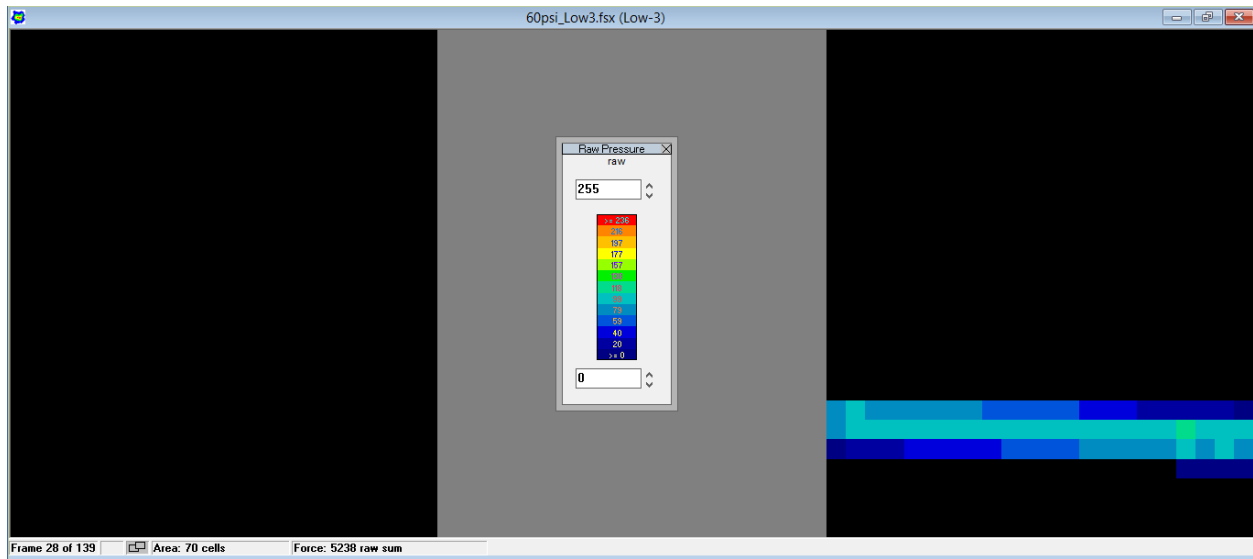 60psi_Low3.fsx (Low-3)
Raw Pressure
raw
255
>= 236
216
197
177
157
118
98
79
59
40
20
>= 0
0
Frame 28 of 139
Area: 70 cells
Force: 5238 raw sum